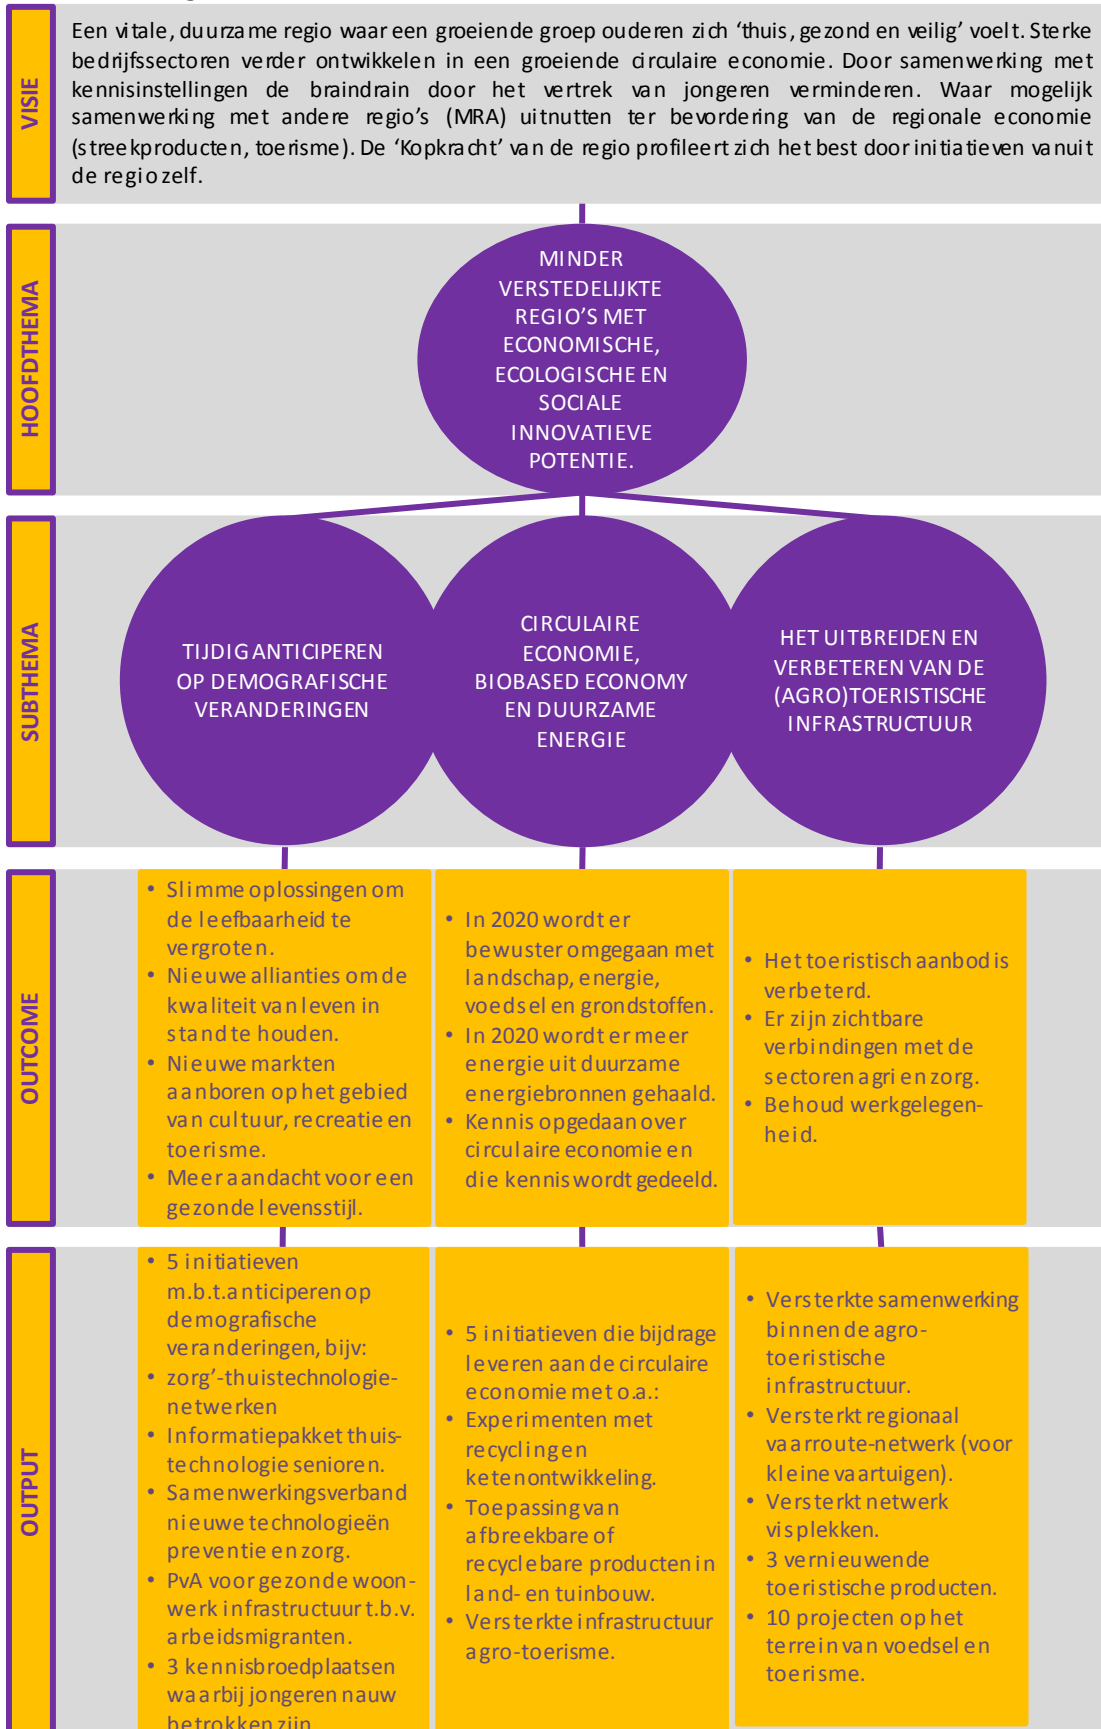 VISIE
Een vitale, duurzame regio waar een groeiende groep ouderen zich ‘thuis, gezond en veilig’ voelt. Sterke
bedrijfssectoren verder ontwikkelen in een groeiende circulaire economie. Door samenwerking met
kennisinstellingen de braindrain door het vertrek van jongeren verminderen. Waar mogelijk
samenwerking met andere regio’s (MRA) uitnutten ter bevordering van de regionale economie
(streekproducten, toerisme). De ‘Kopkracht’ van de regio profileert zich het best door initiatieven vanuit
de regio zelf.
HOOFDTHEMA
MINDER
VERSTEDELIJKTE
REGIO’S MET
ECONOMISCHE,
ECOLOGISCHE EN
SOCIALE
INNOVATIEVE
POTENTIE.
SUBTHEMA
TIJDIG ANTICIPEREN
OP DEMOGRAFISCHE
VERANDERINGEN
CIRCULAIRE
ECONOMIE,
BIOBASED ECONOMY
EN DUURZAME
ENERGIE
HET UITBREIDEN EN
VERBETEREN VAN DE
(AGRO)TOERISTISCHE
INFRASTRUCTUUR
OUTCOME
• Slimme oplossingen om
de leefbaarheid te
vergroten.
• Nieuwe allianties om de
kwaliteit van leven in
stand te houden.
• Nieuwe markten
aanboren op het gebied
van cultuur, recreatie en
toerisme.
• Meer aandacht voor een
gezonde levensstijl.
• In 2020 wordt er
bewuster omgegaan met
landschap, energie,
voedsel en grondstoffen.
• In 2020 wordt er meer
energie uit duurzame
energiebronnen gehaald.
• Kennis opgedaan over
circulaire economie en
die kennis wordt gedeeld.
• Het toeristisch aanbod is
verbeterd.
• Er zijn zichtbare
verbindingen met de
sectoren agri en zorg.
• Behoud werkgelegen-
heid.
OUTPUT
• 5 initiatieven
m.b.t.anticiperen op
demografische
veranderingen, bijv:
• zorg’-thuistechnologie-
netwerken
• Informatiepakket thuis-
technologie senioren.
• Samenwerkingsverband
nieuwe technologieën
preventie en zorg.
• PvA voor gezonde woon-
werk infrastructuur t.b.v.
arbeidsmigranten.
• 3 kennisbroedplaatsen
waarbij jongeren nauw
betrokken zijn
• 5 initiatieven die bijdrage
leveren aan de circulaire
economie met o.a.:
• Experimenten met
recycling en
ketenontwikkeling.
• Toepassing van
afbreekbare of
recyclebare producten in
land- en tuinbouw.
• Versterkte infrastructuur
agro-toerisme.
• Versterkte samenwerking
binnen de agro-
toeristische
infrastructuur.
• Versterkt regionaal
vaarroute-netwerk (voor
kleine vaartuigen).
• Versterkt netwerk
visplekken.
• 3 vernieuwende
toeristische producten.
• 10 projecten op het
terrein van voedsel en
toerisme.